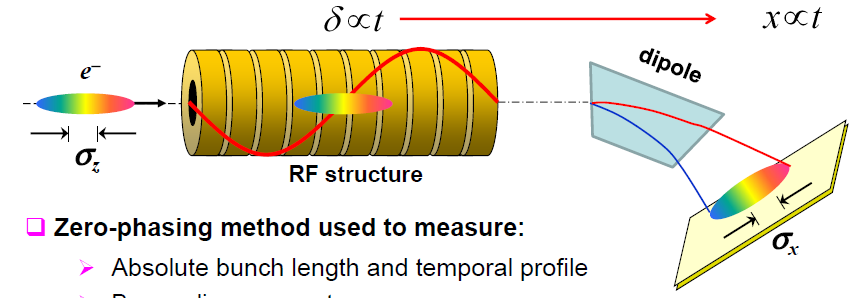 δ∝t x∝t
dipole
e⁻
σz
RF structure
σx
❑ Zero-phasing method used to measure:
➢ Absolute bunch length and temporal profile